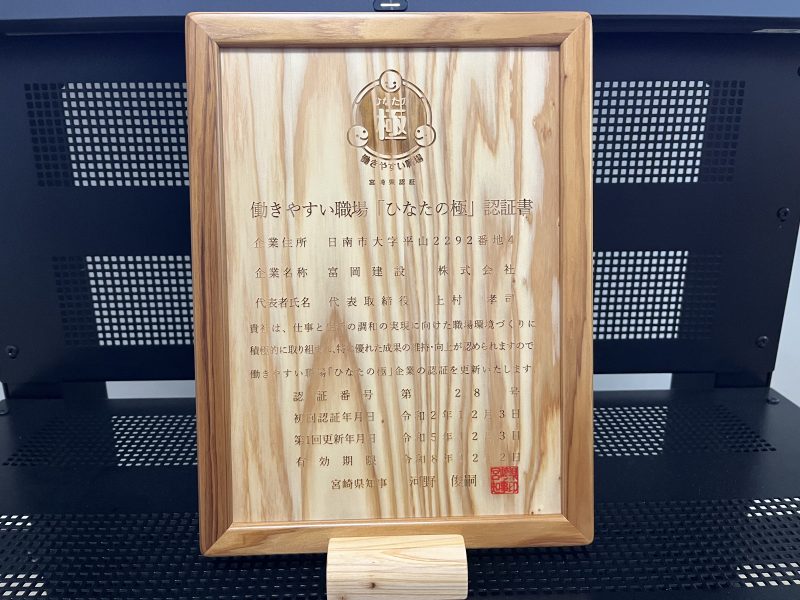 ひなたの
極
働きやすい職場
宮崎県認証
働きやすい職場「ひなたの極」認証書
企業住所 日南市大字平山2292番地4
企業名称 富岡建設 株式会社
代表者氏名 代表取締役 上村 孝司
貴社は、仕事と生活の調和の実現に向けた職場環境づくりに
積極的に取り組まれ、特に優れた成果の維持・向上が認められますので
働きやすい職場「ひなたの極」企業の認証を更新いたします。
認証番号 第 28 号
初回認証年月日 令和2年12月3日
第1回更新年月日 令和5年12月3日
有効期限 令和8年12月2日
宮崎県知事 河野 俊嗣